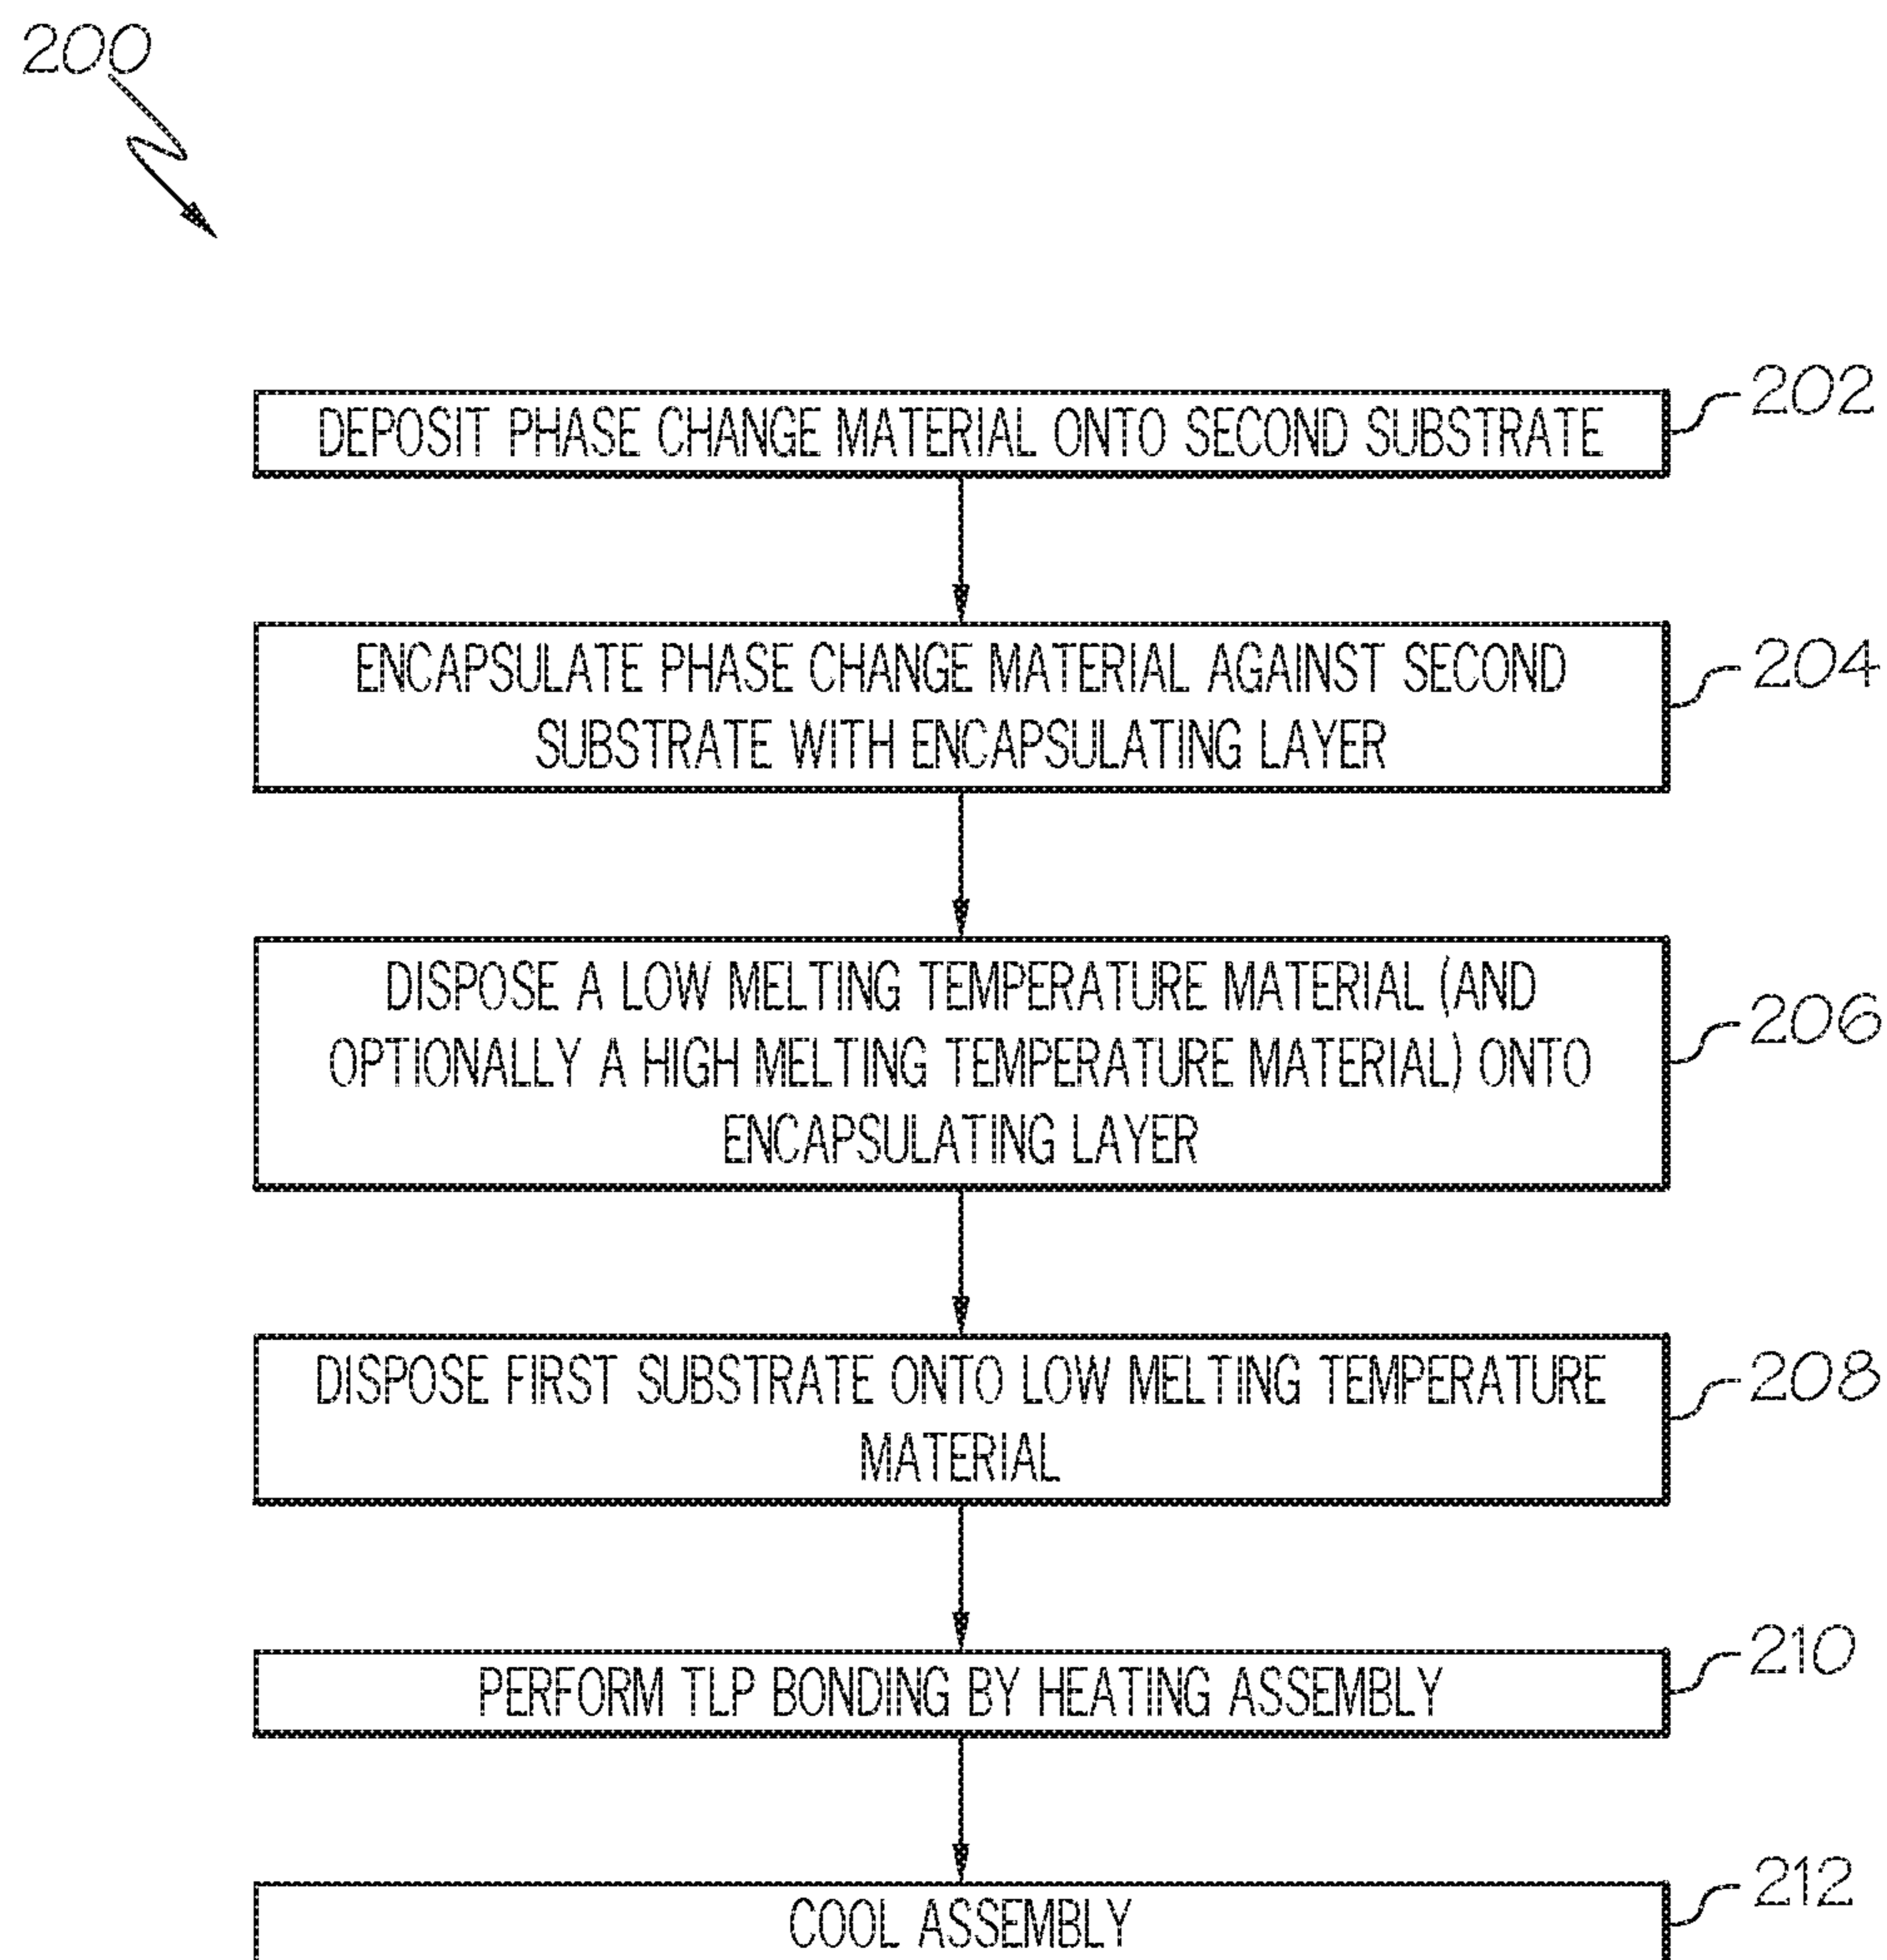 200
DEPOSIT PHASE CHANGE MATERIAL ONTO SECOND SUBSTRATE
202
ENCAPSULATE PHASE CHANGE MATERIAL AGAINST SECOND
SUBSTRATE WITH ENCAPSULATING LAYER
204
DISPOSE A LOW MELTING TEMPERATURE MATERIAL (AND
OPTIONALLY A HIGH MELTING TEMPERATURE MATERIAL) ONTO
ENCAPSULATING LAYER
206
DISPOSE FIRST SUBSTRATE ONTO LOW MELTING TEMPERATURE
MATERIAL
208
PERFORM TLP BONDING BY HEATING ASSEMBLY
210
COOL ASSEMBLY
212